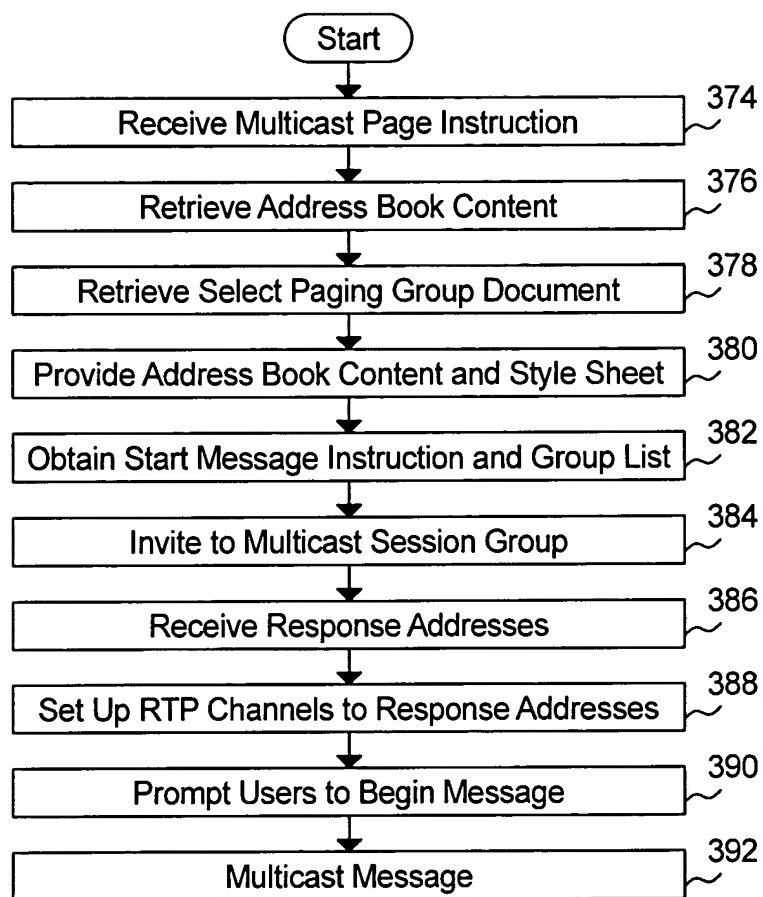 Start
374
Receive Multicast Page Instruction
376
Retrieve Address Book Content
378
Retrieve Select Paging Group Document
380
Provide Address Book Content and Style Sheet
382
Obtain Start Message Instruction and Group List
384
Invite to Multicast Session Group
386
Receive Response Addresses
388
Set Up RTP Channels to Response Addresses
390
Prompt Users to Begin Message
392
Multicast Message